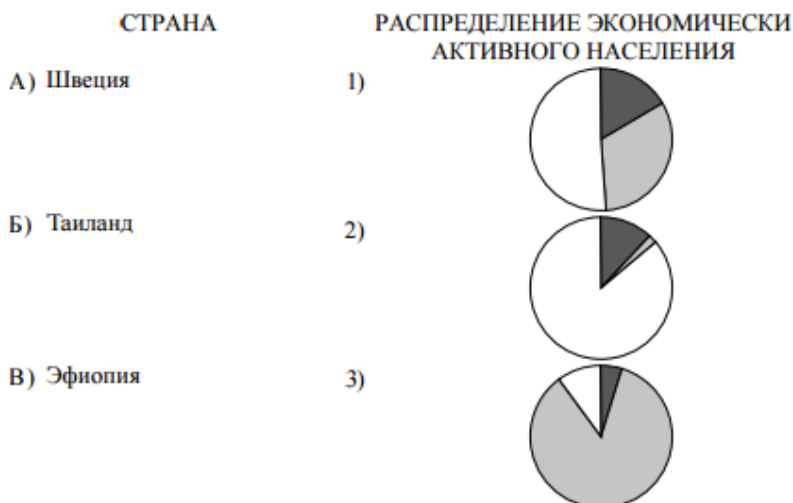 СТРАНА
РАСПРЕДЕЛЕНИЕ ЭКОНОМИЧЕСКИ
АКТИВНОГО НАСЕЛЕНИЯ
А) Швеция
1)
Б) Таиланд
2)
В) Эфиопия
3)